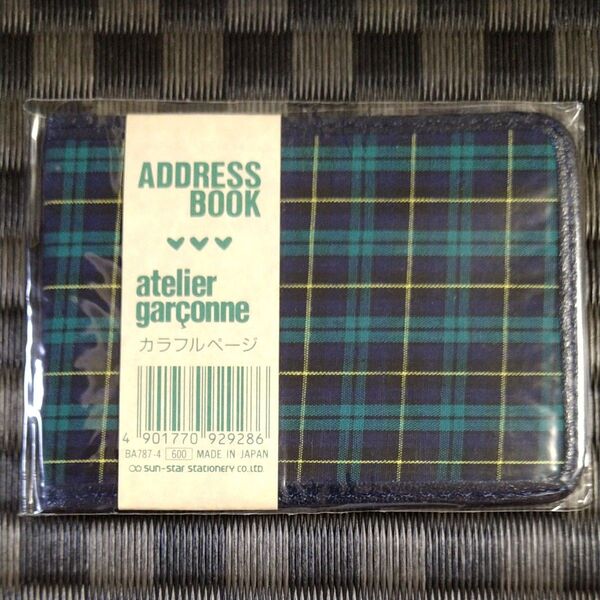 ADDRESS
BOOK
atelier
garçonne
カラフルページ
4 901770 929286
BA787-4 600 MADE IN JAPAN
sun-star stationery co.ltd.